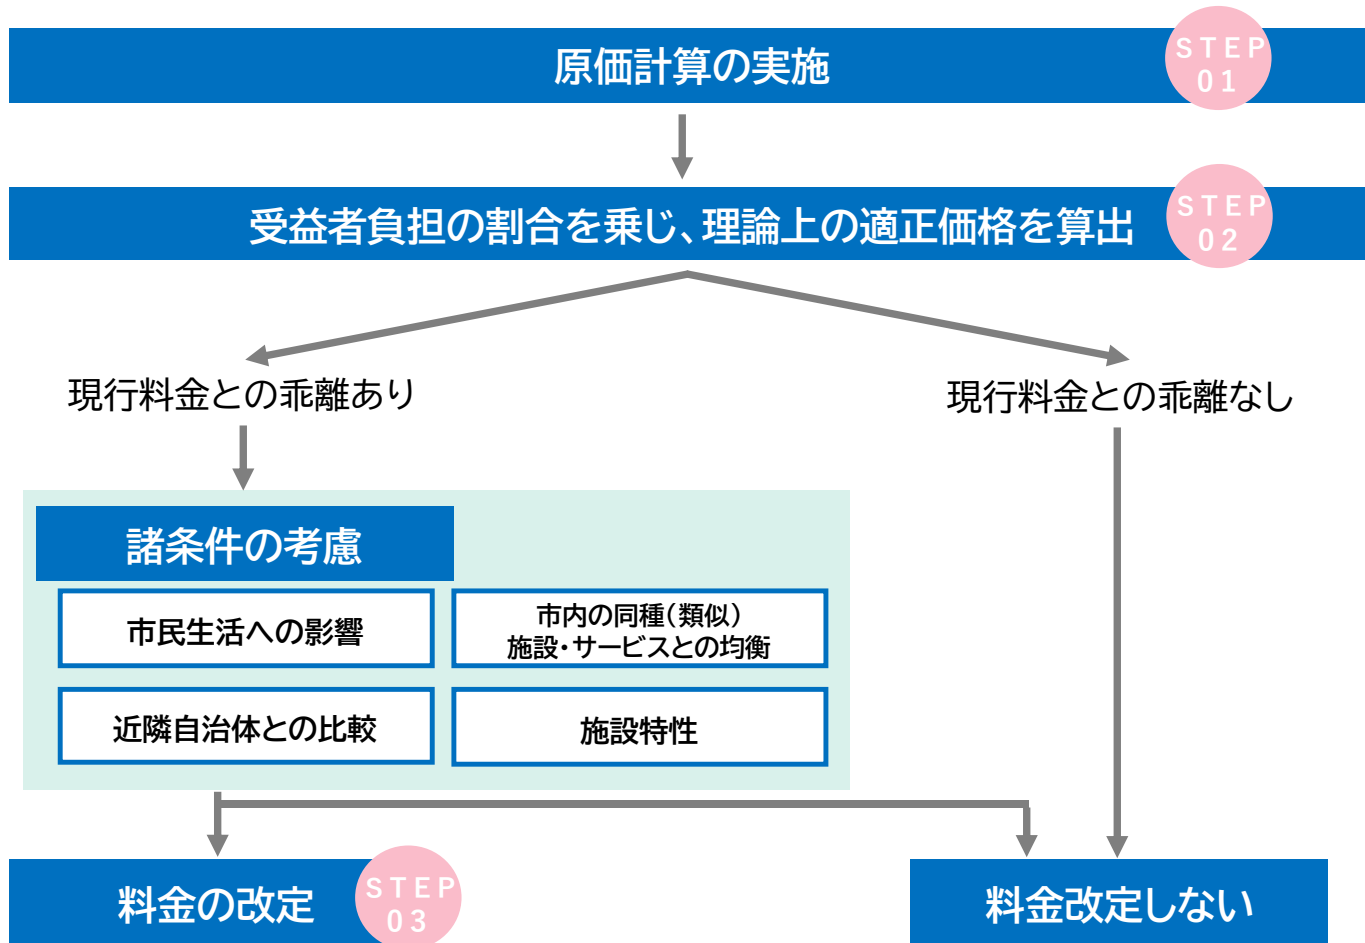 原価計算の実施
STEP
01
受益者負担の割合を乗じ、理論上の適正価格を算出
STEP
02
現行料金との乖離あり
現行料金との乖離なし
諸条件の考慮
市民生活への影響
市内の同種(類似)
施設・サービスとの均衡
近隣自治体との比較
施設特性
料金の改定
STEP
03
料金改定しない